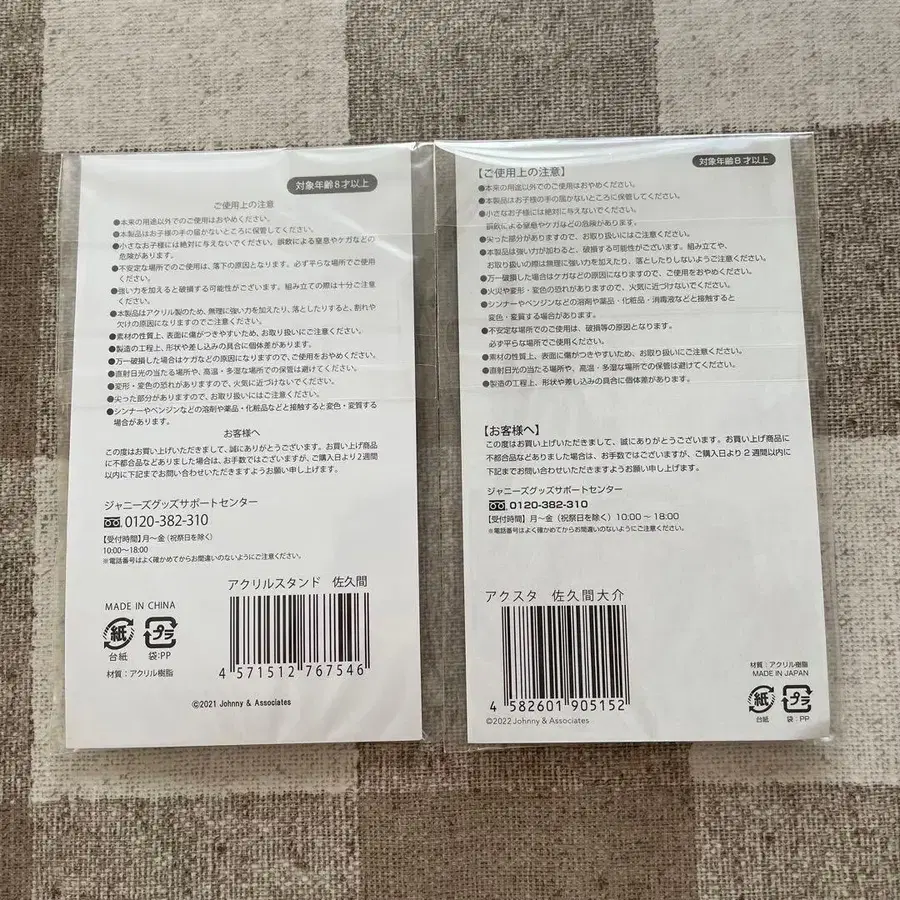 対象年齢8才以上
ご使用上の注意
●本来の用途以外でのご使用はおやめください。
●本製品はお子様の手の届かないところに保管してください。
●小さなお子様には絶対に与えないでください。誤飲による窒息やケガなどの
危険があります。
●不安定な場所でのご使用は、落下の原因となります。必ず平らな場所でご使用
ください。
●強い力を加えると破損する可能性がございます。組み立ての際は十分ご注意
ください。
●本製品はアクリル製のため、無理に強い力を加えたり、落としたりすると、割れや
欠けの原因になりますのでご注意ください。
●素材の性質上、表面に傷がつきやすいため、お取り扱いにご注意ください。
●製造の工程上、形状や差し込みの具合に個体差があります。
●万一破損した場合はケガなどの原因になりますので、ご使用をおやめください。
●直射日光の当たる場所や、高温・多湿な場所での保管は避けてください。
●変形・変色の恐れがありますので、火気に近づけないでください。
●尖った部分がありますので、お取り扱いにはご注意ください。
●シンナーやベンジンなどの溶剤や薬品・化粧品などと接触すると変色・変質する
場合があります。
お客様へ
この度はお買い上げいただきまして、誠にありがとうございます。お買い上げ商品
に不都合品などありました場合は、お手数ではございますが、ご購入日より2週間
以内に下記までお問い合わせいただきますようお願い申し上げます。
ジャニーズグッズサポートセンター
0120-382-310
【受付時間】月〜金（祝祭日を除く）
10:00〜18:00
※電話番号はよく確かめてからお間違いのないようにご注意ください。
アクリルスタンド 佐久間
MADE IN CHINA
紙 プラ
台紙 袋:PP
材質：アクリル樹脂
4 571512 767546
©2021 Johnny & Associates
対象年齢8才以上
【ご使用上の注意】
●本来の用途以外でのご使用はおやめください。
●本製品はお子様の手の届かないところに保管してください。
●小さなお子様には絶対に与えないでください。
誤飲による窒息やケガなどの危険があります。
●尖った部分がありますので、お取り扱いにはご注意ください。
●本製品は強い力が加わると、破損する可能性がございます。組み立てや、
お取り扱いの際は無理に強い力を加えたり、落としたりしないようご注意ください。
●万一破損した場合はケガなどの原因になりますので、ご使用をおやめください。
●火災や変形・変色の恐れがありますので、火気に近づけないでください。
●シンナーやベンジンなどの溶剤や薬品・化粧品・消毒液などと接触すると
変色・変質する場合があります。
●不安定な場所でのご使用は、破損等の原因となります。
必ず平らな場所でご使用ください。
●素材の性質上、表面に傷がつきやすいため、お取り扱いにご注意ください。
●直射日光の当たる場所や、高温・多湿な場所での保管は避けてください。
●製造の工程上、形状や差し込みの具合に個体差があります。
【お客様へ】
この度はお買い上げいただきまして、誠にありがとうございます。お買い上げ商品
に不都合品などありました場合は、お手数ではございますが、ご購入日より2週間以内に
下記までお問い合わせいただきますようお願い申し上げます。
ジャニーズグッズサポートセンター
0120-382-310
【受付時間】月〜金（祝祭日を除く）10:00〜18:00
※電話番号はよく確かめてからお間違いのないようにご注意ください。
アクスタ 佐久間大介
4 582601 905152
©2022 Johnny & Associates
材質：アクリル樹脂
MADE IN JAPAN
紙 プラ
台紙 袋：PP